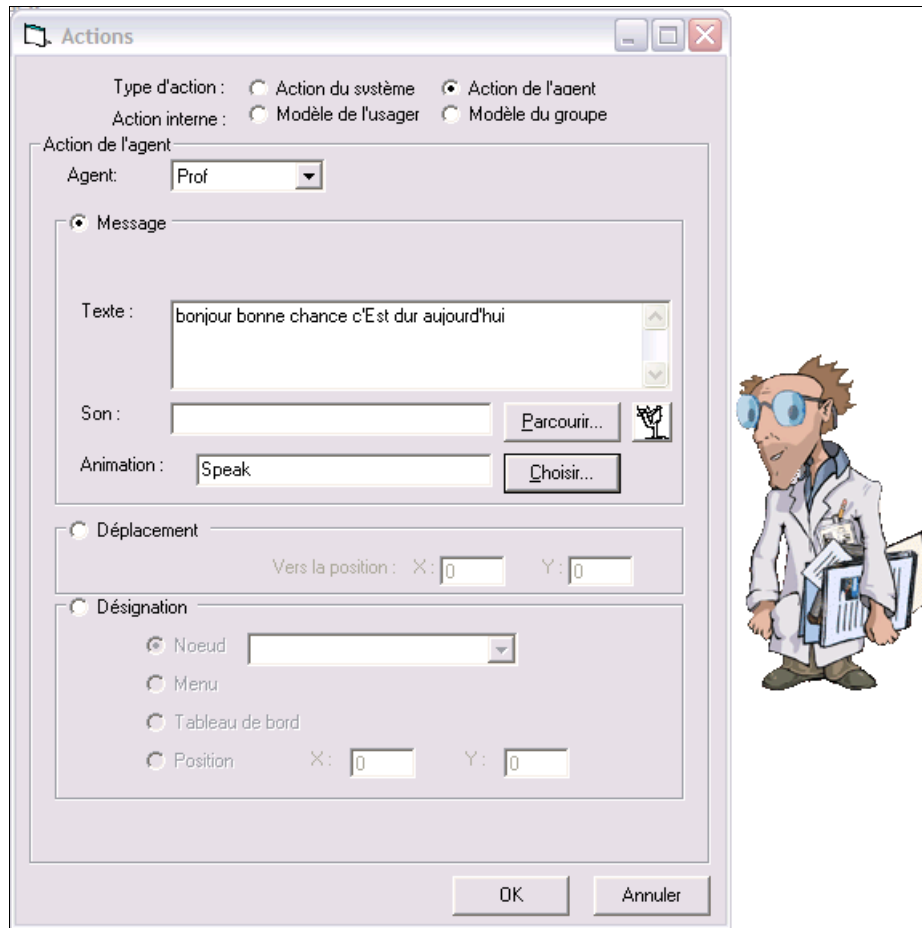 Actions
Type d'action : Action du système Action de l'agent
Action interne : Modèle de l'usager Modèle du groupe
Action de l'agent
Agent: Prof
Message
Texte : bonjour bonne chance c'Est dur aujourd'hui
Son : Parcourir...
Animation : Speak Choisir...
Déplacement
Vers la position : X : 0 Y : 0
Désignation
Noeud
Menu
Tableau de bord
Position X : 0 Y : 0
OK Annuler